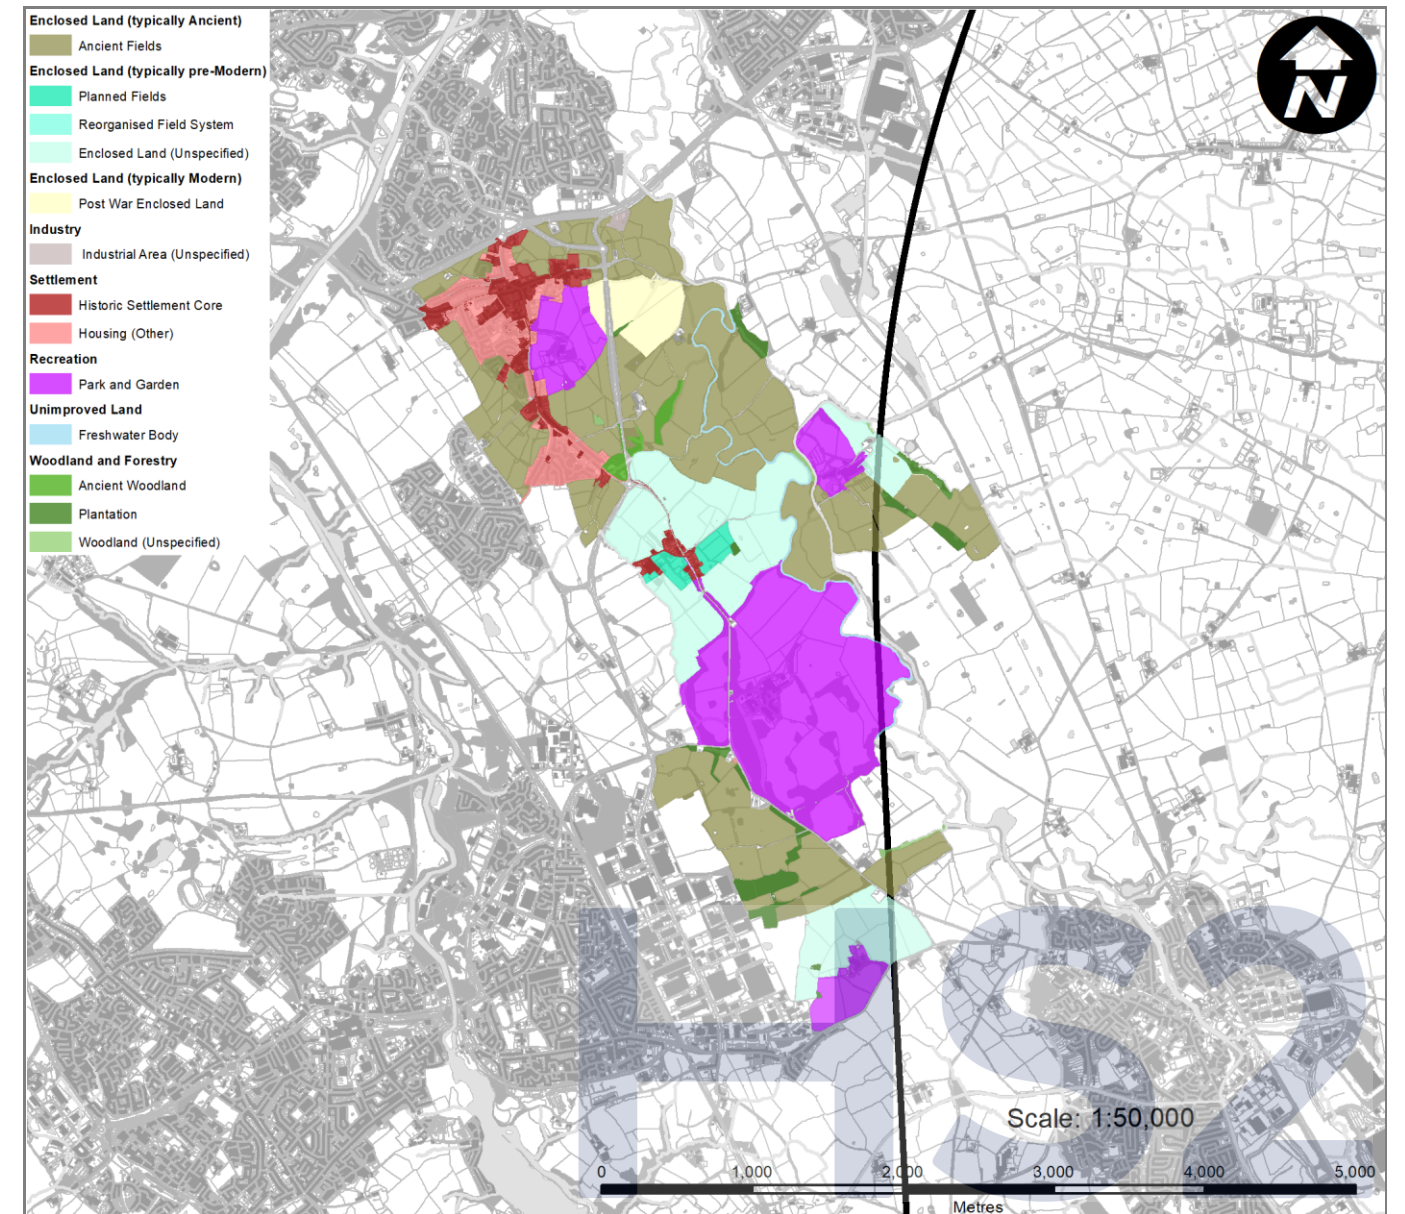 Enclosed Land (typically Ancient)
Ancient Fields
Enclosed Land (typically pre-Modern)
Planned Fields
Reorganised Field System
Enclosed Land (Unspecified)
Enclosed Land (typically Modern)
Post War Enclosed Land
Industry
Industrial Area (Unspecified)
Settlement
Historic Settlement Core
Housing (Other)
Recreation
Park and Garden
Unimproved Land
Freshwater Body
Woodland and Forestry
Ancient Woodland
Plantation
Woodland (Unspecified)
N
HS2
Scale: 1:50,000
0 1,000 2,000 3,000 4,000 5,000
Metres